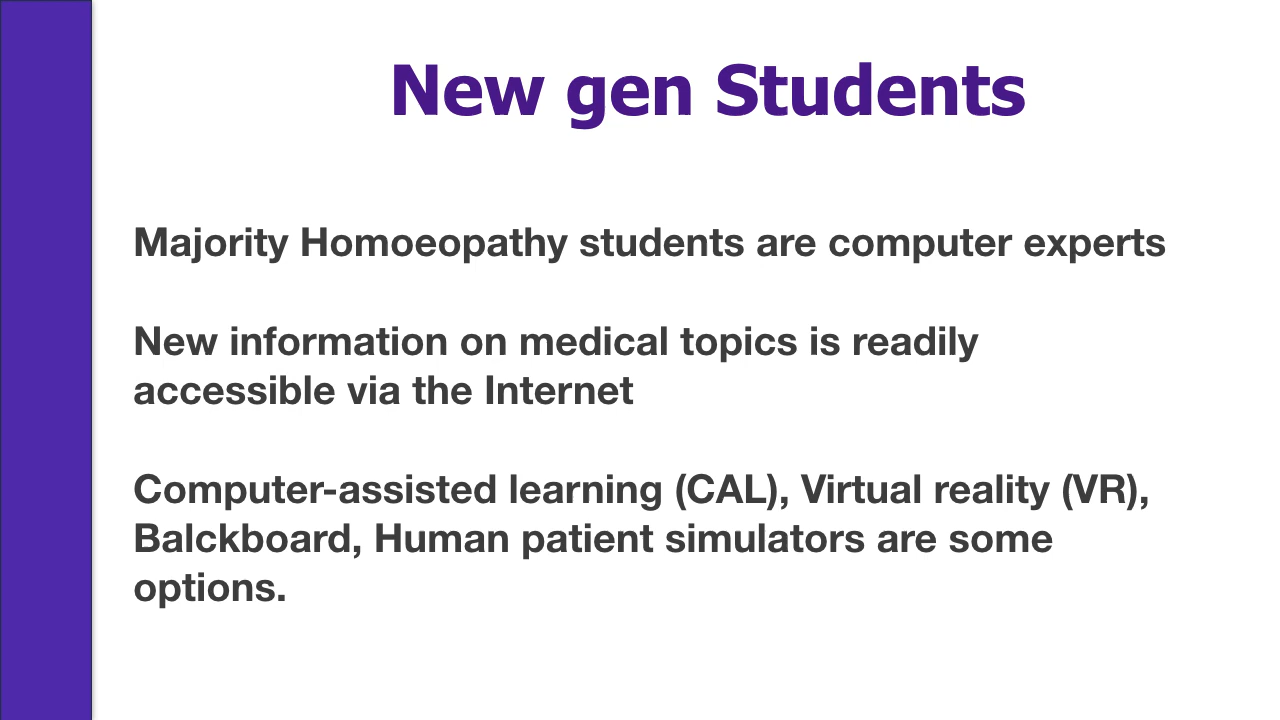 New gen Students
Majority Homoeopathy students are computer experts
New information on medical topics is readily
accessible via the Internet
Computer-assisted learning (CAL), Virtual reality (VR),
Balckboard, Human patient simulators are some
options.